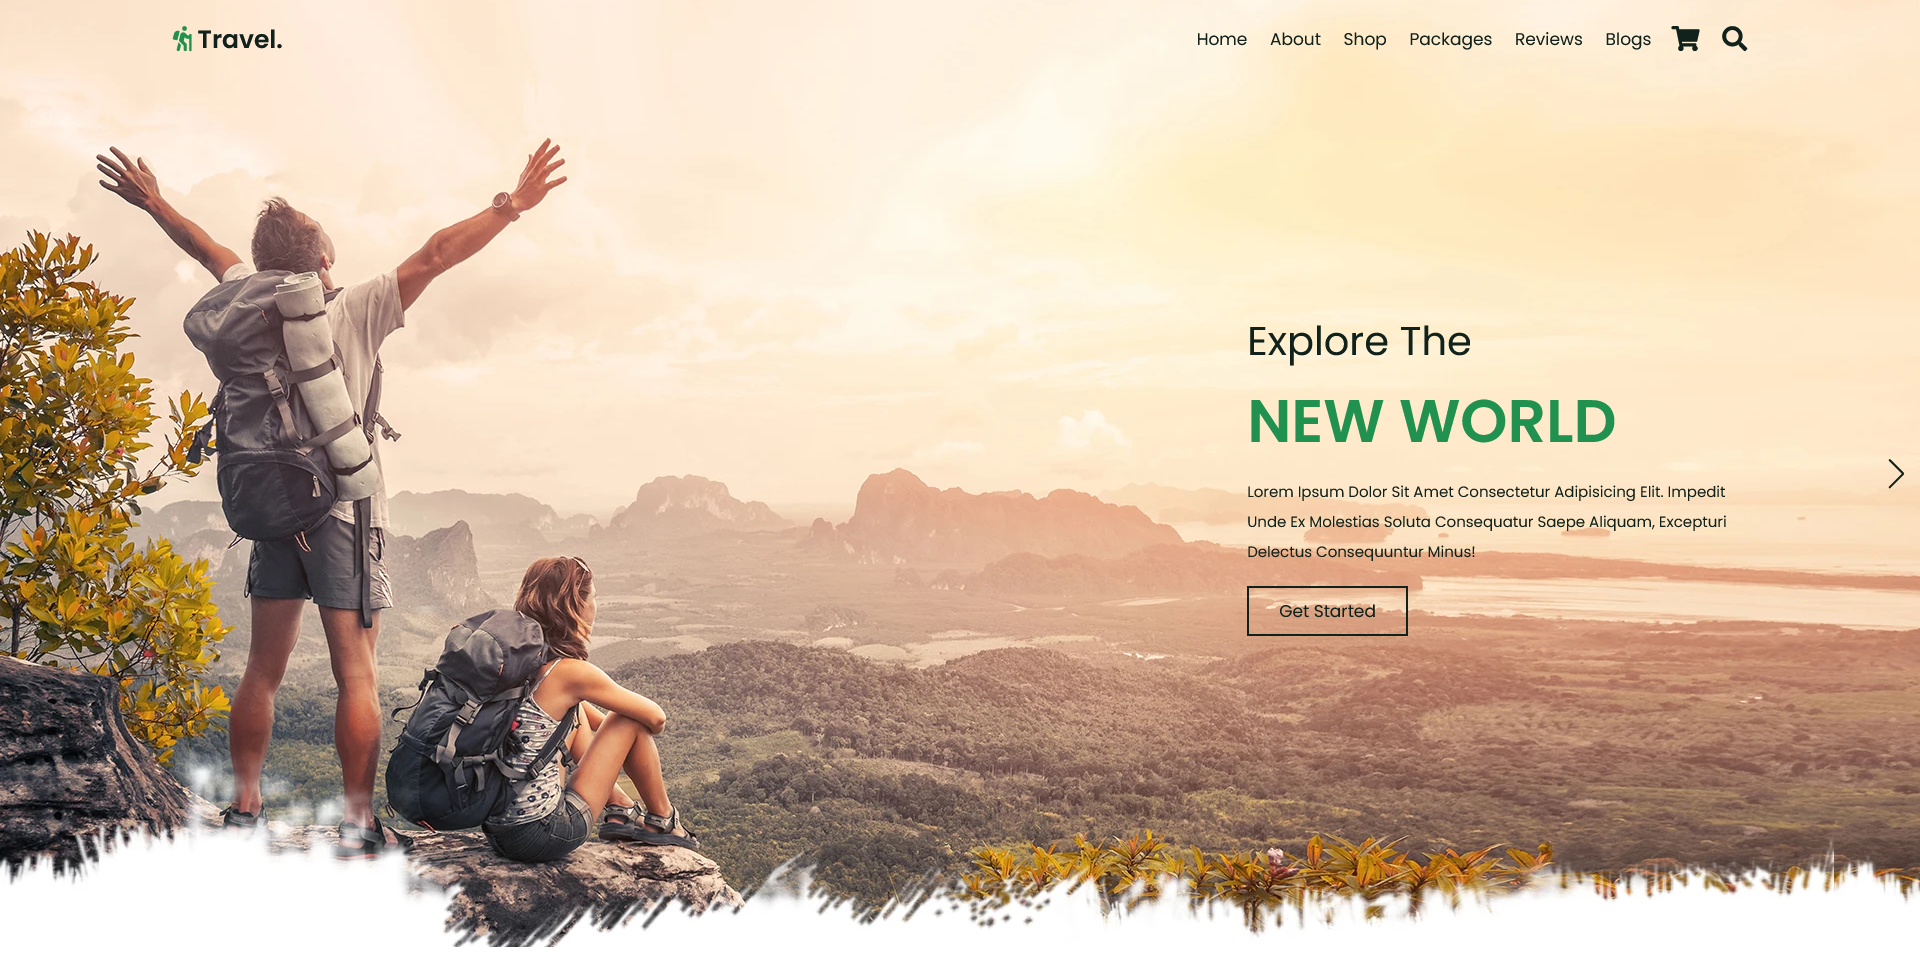 Travel.
Home About Shop Packages Reviews Blogs
Explore The
NEW WORLD
Lorem Ipsum Dolor Sit Amet Consectetur Adipisicing Elit. Impedit
Unde Ex Molestias Soluta Consequatur Saepe Aliquam, Excepturi
Delectus Consequuntur Minus!
Get Started